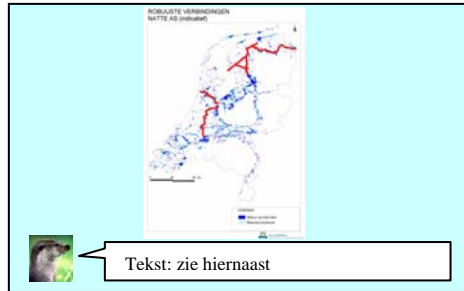 ROBUUSTE VERBINDINGEN
NATTE AS (indicatief)
Tekst: zie hiernaast